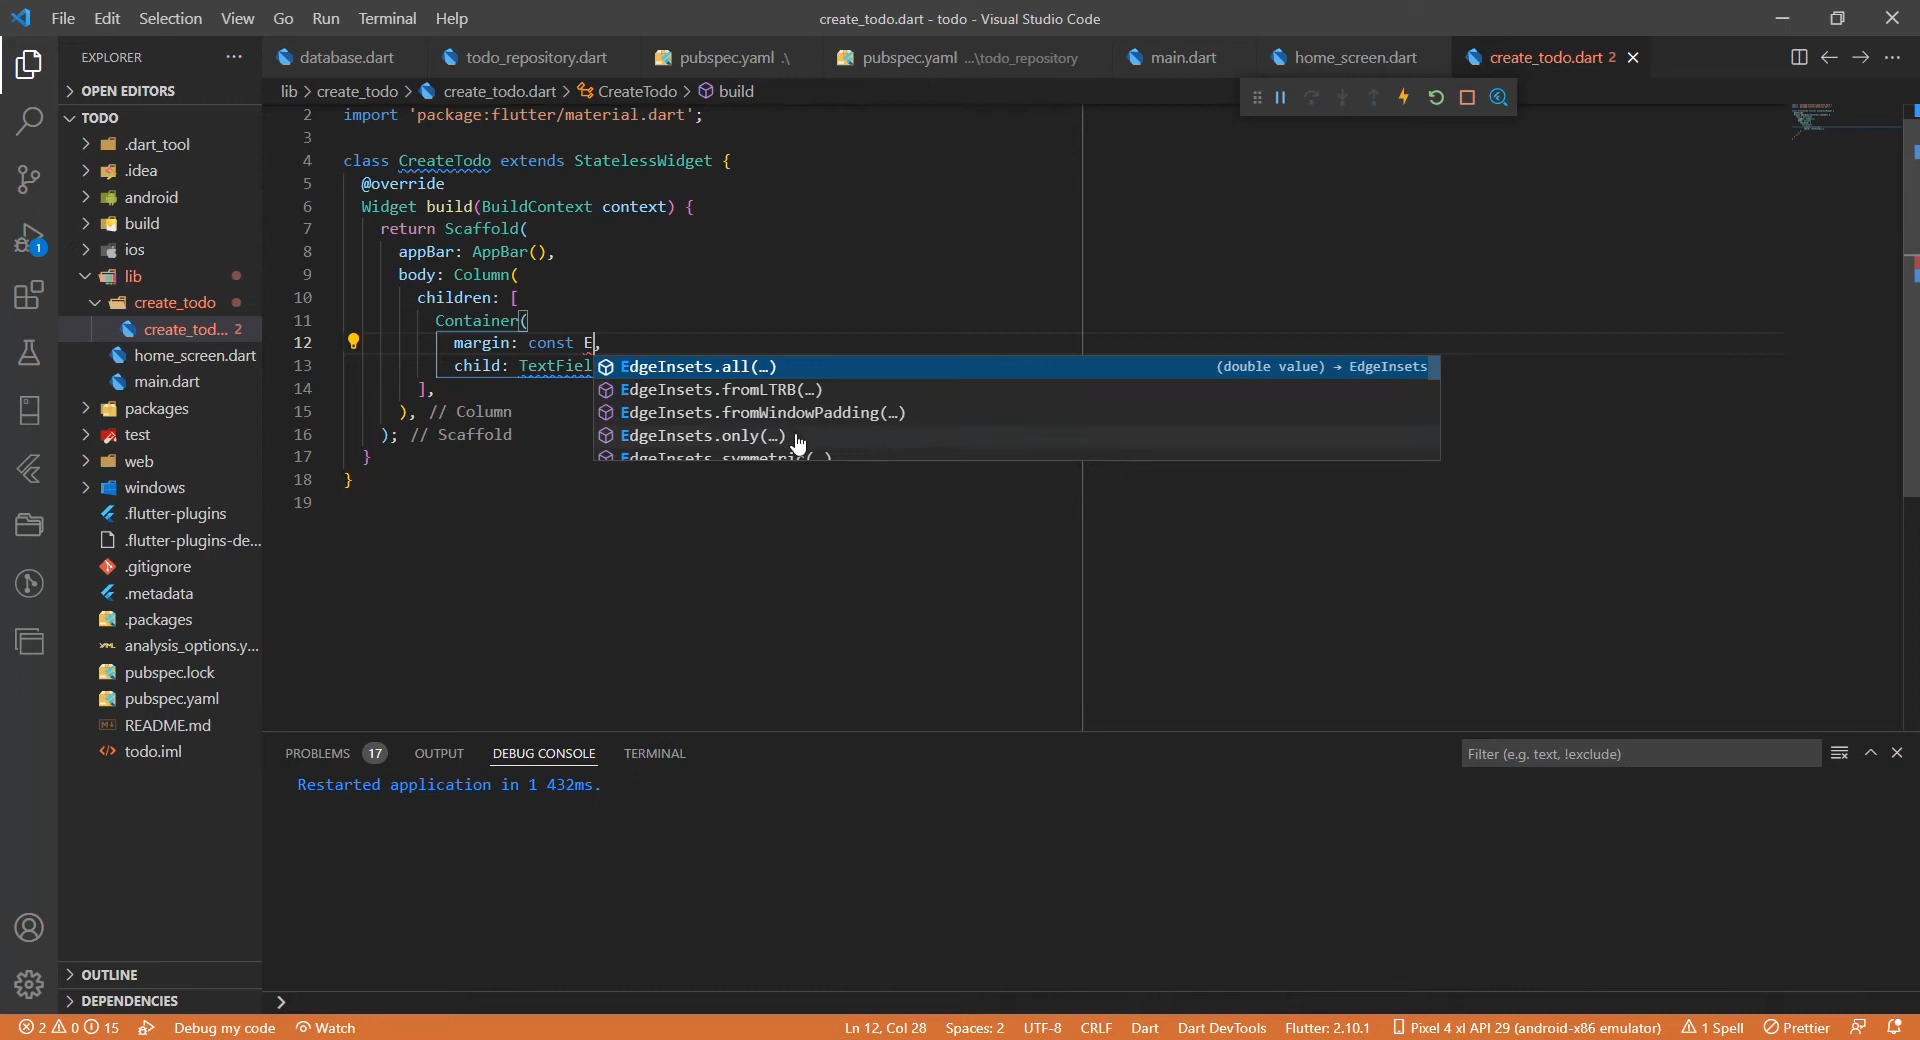 File Edit Selection View Go Run Terminal Help
create_todo.dart - todo - Visual Studio Code
EXPLORER
OPEN EDITORS
TODO
.dart_tool
.idea
android
build
ios
lib
create_todo
create_tod... 2
home_screen.dart
main.dart
packages
test
web
windows
.flutter-plugins
.flutter-plugins-de...
.gitignore
.metadata
.packages
analysis_options.y...
pubspec.lock
pubspec.yaml
README.md
todo.iml
OUTLINE
DEPENDENCIES
1
database.dart todo_repository.dart pubspec.yaml .\ pubspec.yaml ...\todo_repository main.dart home_screen.dart create_todo.dart 2
lib > create_todo > create_todo.dart > CreateTodo > build
2 import 'package:flutter/material.dart';
3
4 class CreateTodo extends StatelessWidget {
5 @override
6 Widget build(BuildContext context) {
7 return Scaffold(
8 appBar: AppBar(),
9 body: Column(
10 children: [
11 Container(
12 margin: const E,
13 child: TextFiel
14 ],
15 ), // Column
16 ); // Scaffold
17 }
18 }
19
EdgeInsets.all(…) (double value) → EdgeInsets
EdgeInsets.fromLTRB(…)
EdgeInsets.fromWindowPadding(…)
EdgeInsets.only(…)
EdgeInsets.symmetric(…)
PROBLEMS 17 OUTPUT DEBUG CONSOLE TERMINAL
Filter (e.g. text, !exclude)
Restarted application in 1 432ms.
2 0 15 Debug my code Watch
Ln 12, Col 28 Spaces: 2 UTF-8 CRLF Dart Dart DevTools Flutter: 2.10.1 Pixel 4 xl API 29 (android-x86 emulator) 1 Spell Prettier